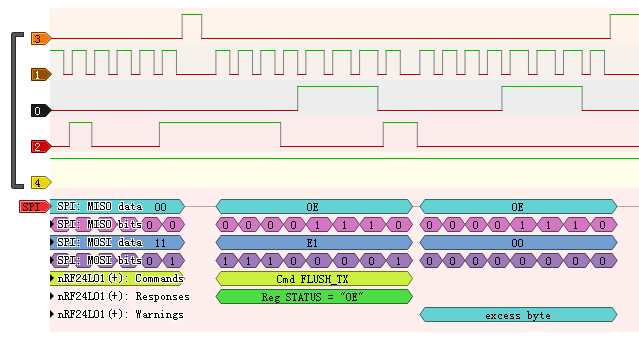 3
1
0
2
4
SPI SPI: MISO data 00 0E 0E
SPI: MISO bits 0 0 0 0 0 0 1 1 1 0 0 0 0 0 1 1 1 0
SPI: MOSI data 11 E1 00
SPI: MOSI bits 0 1 1 1 1 0 0 0 0 1 0 0 0 0 0 0 0 0
nRF24L01(+): Commands Cmd FLUSH_TX
nRF24L01(+): Responses Reg STATUS = "0E"
nRF24L01(+): Warnings excess byte